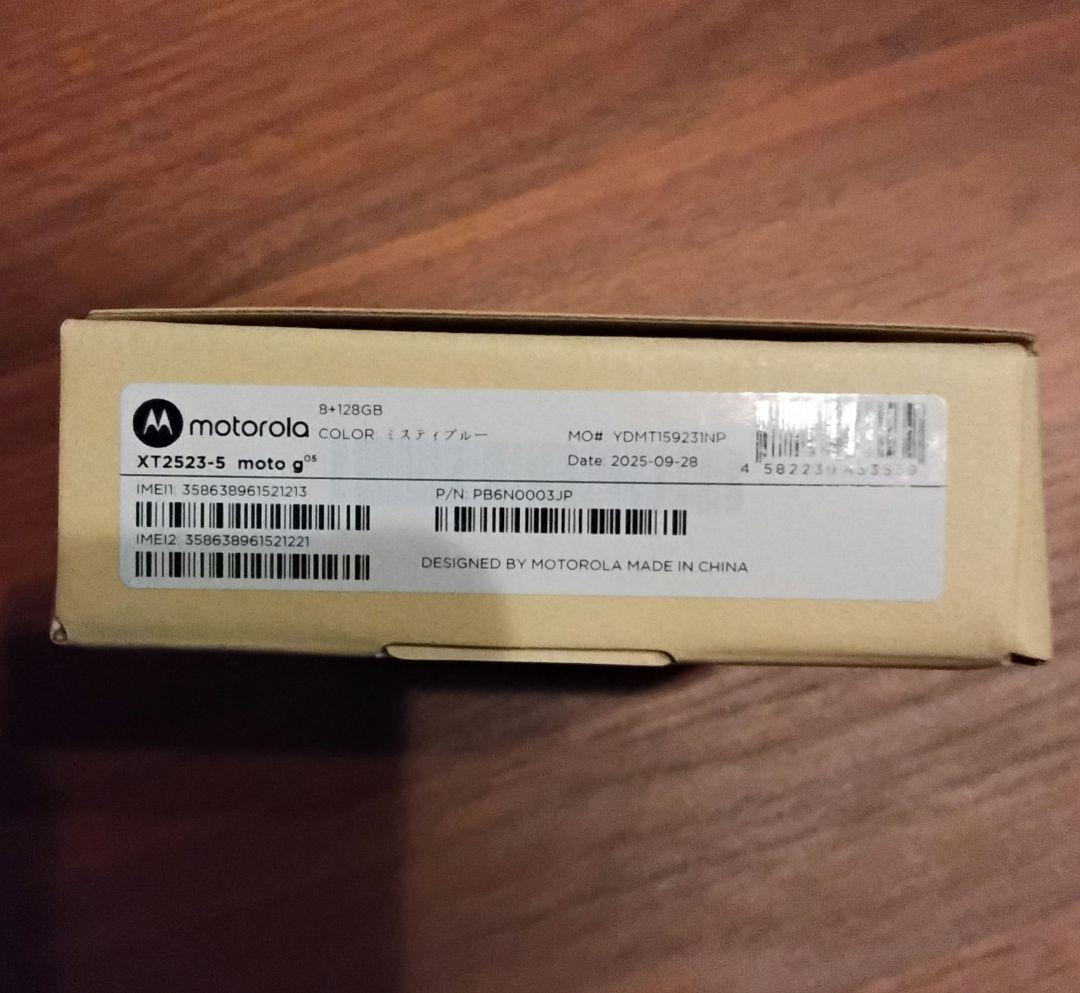 motorola
8+128GB
COLOR: ミスティブルー
XT2523-5 moto g05
MO# YDMT159231NP
Date: 2025-09-28
IMEI1: 358638961521213
IMEI2: 358638961521221
P/N: PB6N0003JP
DESIGNED BY MOTOROLA MADE IN CHINA